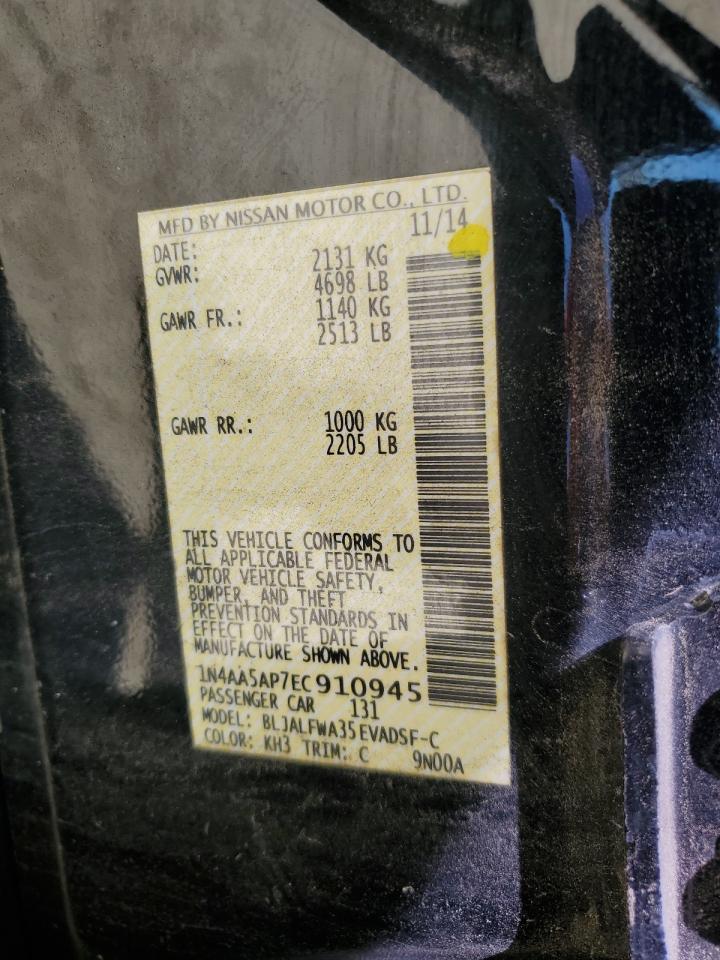 MFD BY NISSAN MOTOR CO., LTD.
DATE: 11/14
GVWR: 2131 KG
4698 LB
GAWR FR.: 1140 KG
2513 LB
GAWR RR.: 1000 KG
2205 LB
THIS VEHICLE CONFORMS TO
ALL APPLICABLE FEDERAL
MOTOR VEHICLE SAFETY,
BUMPER, AND THEFT
PREVENTION STANDARDS IN
EFFECT ON THE DATE OF
MANUFACTURE SHOWN ABOVE.
1N4AA5AP7EC910945
PASSENGER CAR 131
MODEL: BLJALFWA35EVADSF-C
COLOR: KH3 TRIM: C 9N00A